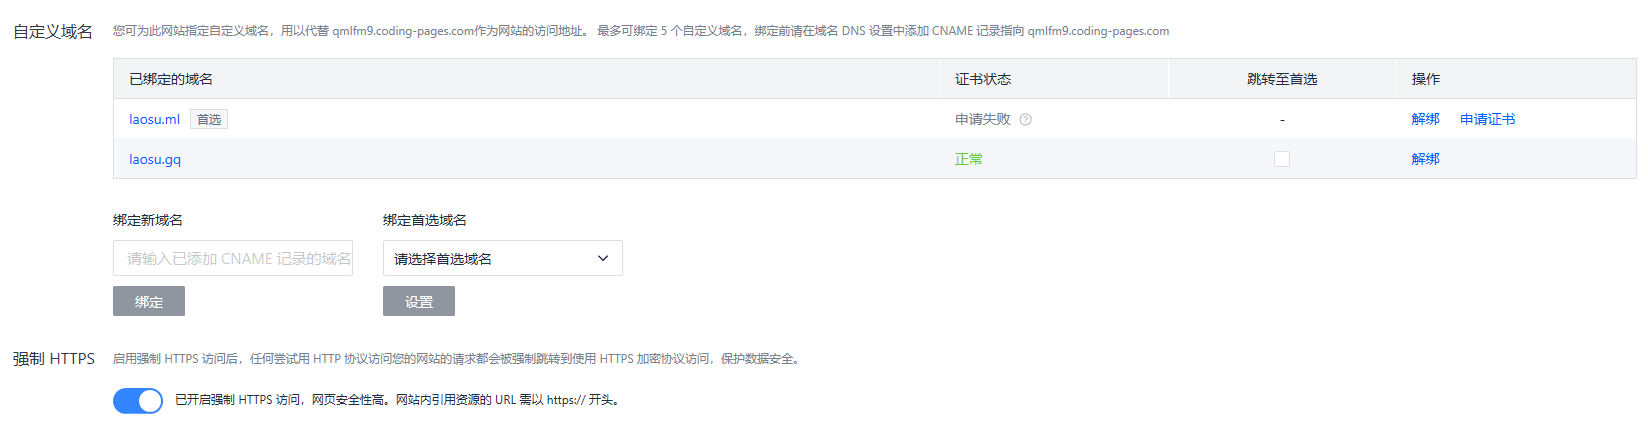 自定义域名 您可为此网站指定自定义域名，用以代替 qmlfm9.coding-pages.com作为网站的访问地址。 最多可绑定 5 个自定义域名，绑定前请在域名 DNS 设置中添加 CNAME 记录指向 qmlfm9.coding-pages.com
已绑定的域名 证书状态 跳转至首选 操作
laosu.ml 首选 申请失败 ? - 解绑 申请证书
laosu.gq 正常 解绑
绑定新域名 绑定首选域名
请输入已添加 CNAME 记录的域名 请选择首选域名
绑定 设置
强制 HTTPS 启用强制 HTTPS 访问后，任何尝试用 HTTP 协议访问您的网站的请求都会被强制跳转到使用 HTTPS 加密协议访问，保护数据安全。
已开启强制 HTTPS 访问，网页安全性高。网站内引用资源的 URL 需以 https:// 开头。